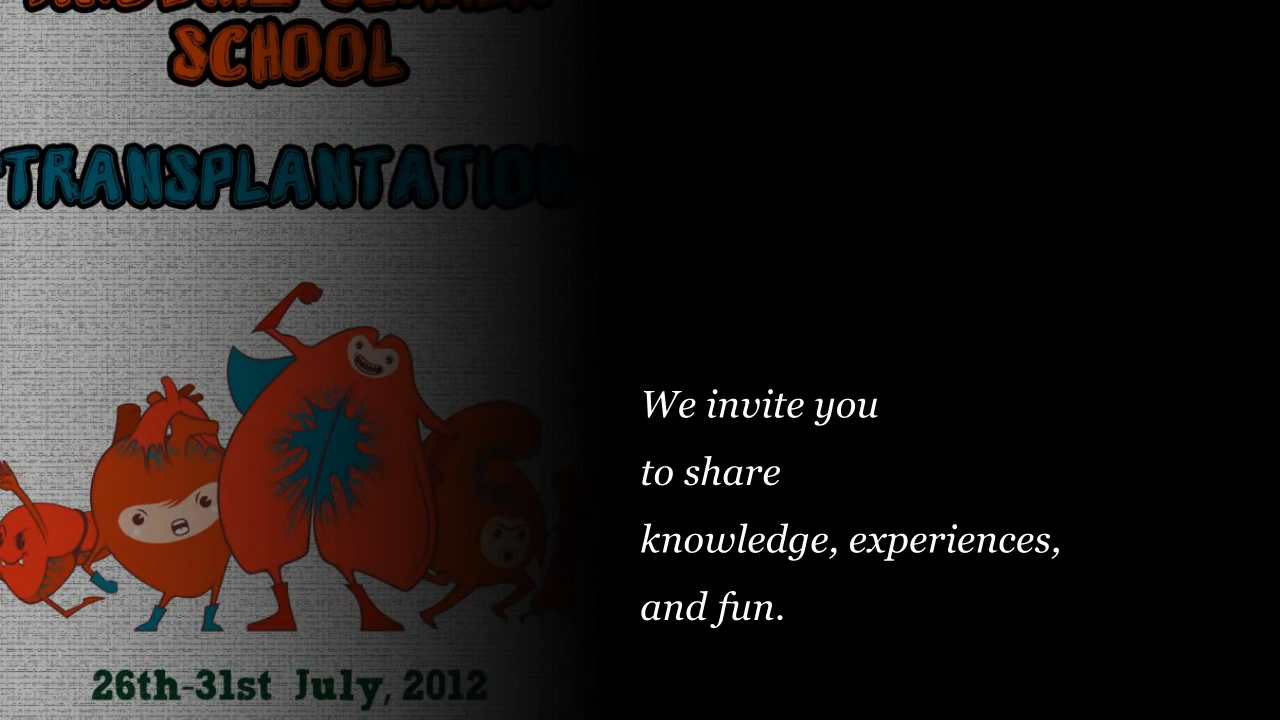 SCHOOL
TRANSPLANTATION
26th-31st July, 2012
We invite you
to share
knowledge, experiences,
and fun.